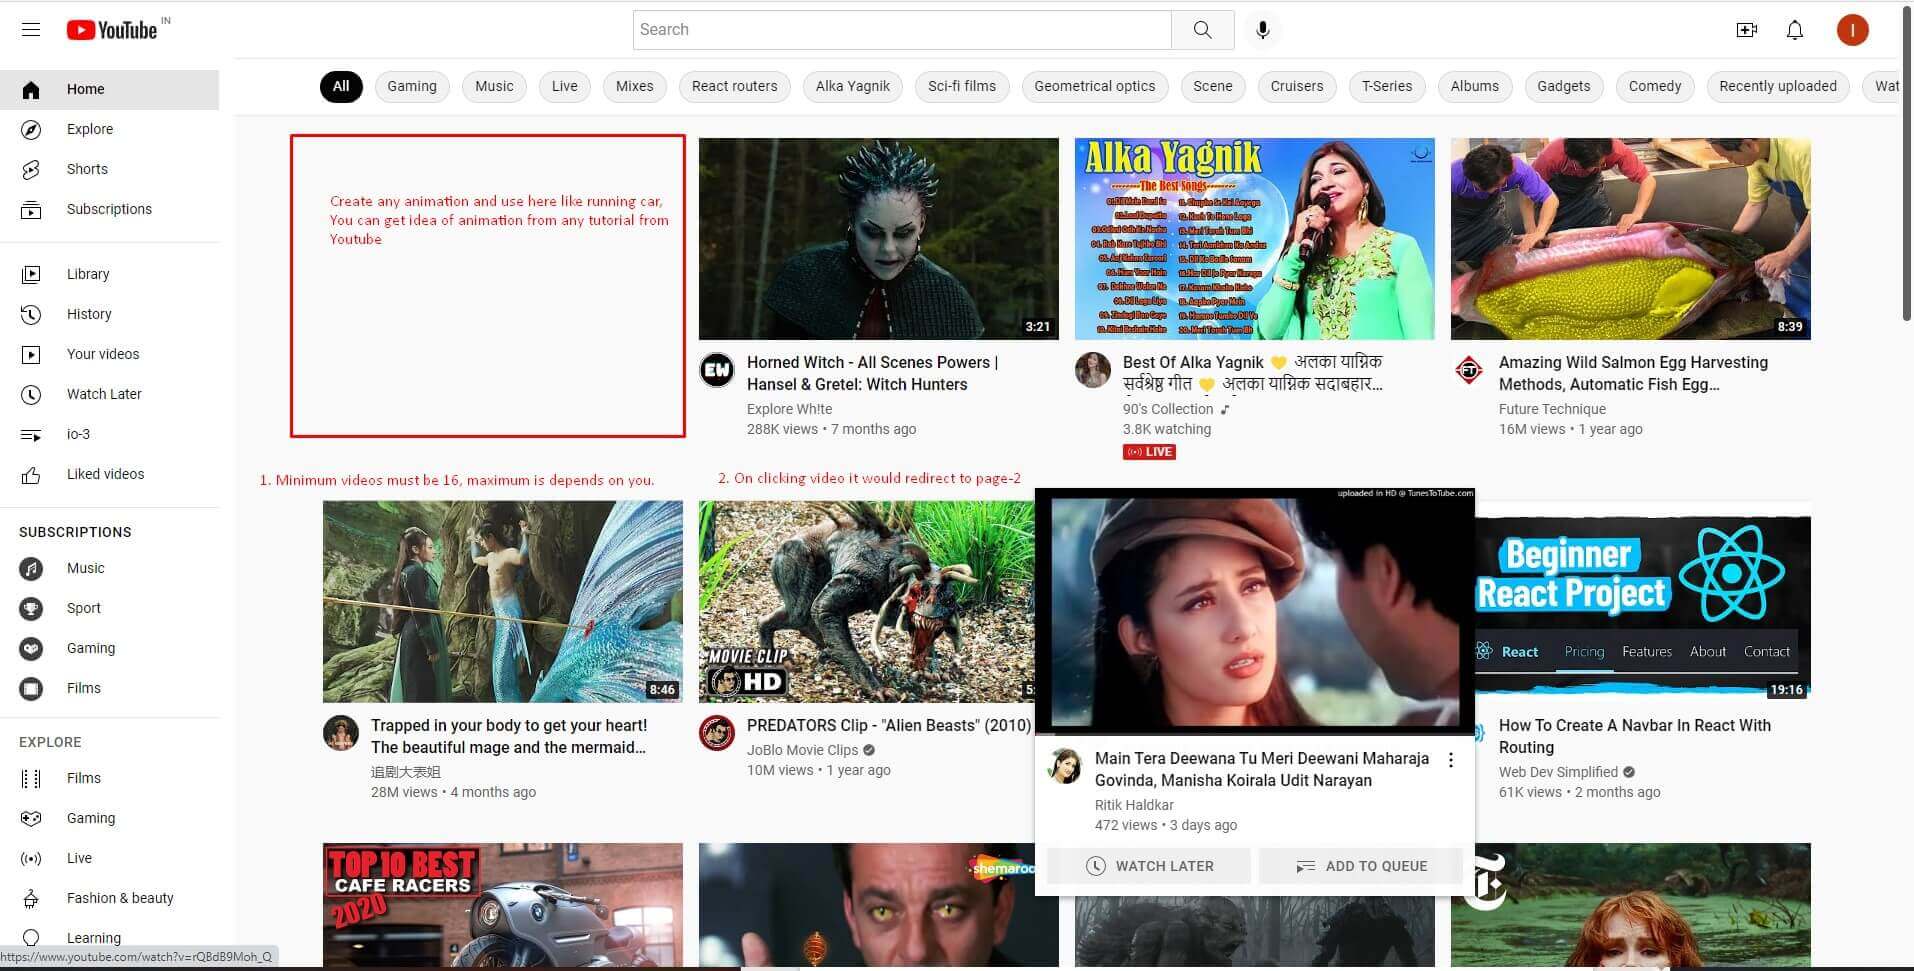 YouTube IN
Search
I
Home
Explore
Shorts
Subscriptions
Library
History
Your videos
Watch Later
io-3
Liked videos
SUBSCRIPTIONS
Music
Sport
Gaming
Films
EXPLORE
Films
Gaming
Live
Fashion & beauty
Learning
https://www.youtube.com/watch?v=rQBdB9Moh_Q
All Gaming Music Live Mixes React routers Alka Yagnik Sci-fi films Geometrical optics Scene Cruisers T-Series Albums Gadgets Comedy Recently uploaded Wat
Create any animation and use here like running car,
You can get idea of animation from any tutorial from
Youtube
3:21
EW
Horned Witch - All Scenes Powers |
Hansel & Gretel: Witch Hunters
Explore Wh!te
288K views • 7 months ago
Alka Yagnik
The Best Songs
Best Of Alka Yagnik 💛 अलका याग्निक
सर्वश्रेष्ठ गीत 💛 अलका याग्निक सदाबहार...
90's Collection
3.8K watching
LIVE
8:39
FT
Amazing Wild Salmon Egg Harvesting
Methods, Automatic Fish Egg...
Future Technique
16M views • 1 year ago
1. Minimum videos must be 16, maximum is depends on you.
2. On clicking video it would redirect to page-2
8:46
Trapped in your body to get your heart!
The beautiful mage and the mermaid...
追剧大表姐
28M views • 4 months ago
MOVIE CLIP
HD
5:
PREDATORS Clip - "Alien Beasts" (2010)
JoBlo Movie Clips
10M views • 1 year ago
uploaded in HD @ TunesToTube.com
Main Tera Deewana Tu Meri Deewani Maharaja
Govinda, Manisha Koirala Udit Narayan
Ritik Haldkar
472 views • 3 days ago
WATCH LATER
ADD TO QUEUE
Beginner
React Project
React Pricing Features About Contact
19:16
How To Create A Navbar In React With
Routing
Web Dev Simplified
61K views • 2 months ago
TOP 10 BEST
CAFE RACERS
2020
shemaroo